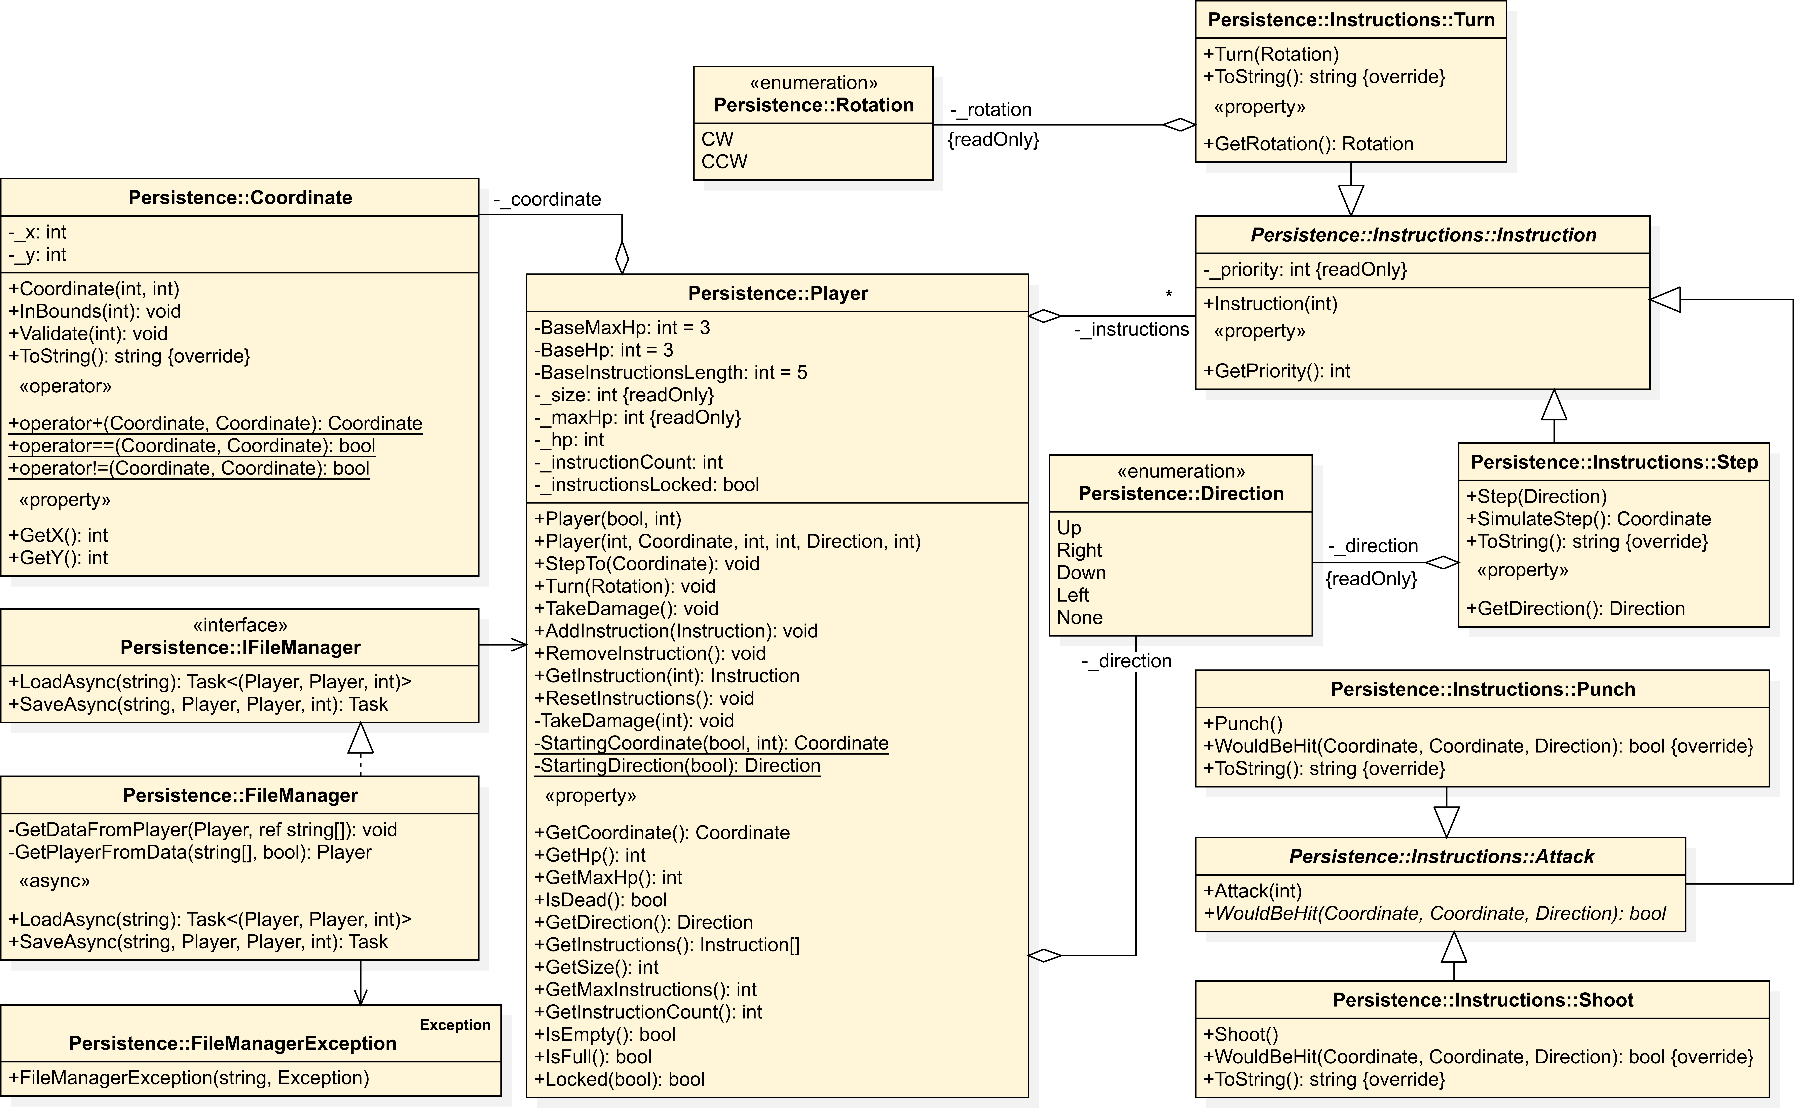 Persistence::Instructions::Turn
+Turn(Rotation)
+ToString(): string {override}
«property»
+GetRotation(): Rotation
«enumeration»
Persistence::Rotation
CW
CCW
-_rotation
{readOnly}
Persistence::Coordinate
-_x: int
-_y: int
+Coordinate(int, int)
+InBounds(int): void
+Validate(int): void
+ToString(): string {override}
«operator»
+operator+(Coordinate, Coordinate): Coordinate
+operator==(Coordinate, Coordinate): bool
+operator!=(Coordinate, Coordinate): bool
«property»
+GetX(): int
+GetY(): int
-_coordinate
Persistence::Instructions::Instruction
-_priority: int {readOnly}
+Instruction(int)
«property»
+GetPriority(): int
*
-_instructions
Persistence::Player
-BaseMaxHp: int = 3
-BaseHp: int = 3
-BaseInstructionsLength: int = 5
-_size: int {readOnly}
-_maxHp: int {readOnly}
-_hp: int
-_instructionCount: int
-_instructionsLocked: bool
+Player(bool, int)
+Player(int, Coordinate, int, int, Direction, int)
+StepTo(Coordinate): void
+Turn(Rotation): void
+TakeDamage(): void
+AddInstruction(Instruction): void
+RemoveInstruction(): void
+GetInstruction(int): Instruction
+ResetInstructions(): void
-TakeDamage(int): void
-StartingCoordinate(bool, int): Coordinate
-StartingDirection(bool): Direction
«property»
+GetCoordinate(): Coordinate
+GetHp(): int
+GetMaxHp(): int
+IsDead(): bool
+GetDirection(): Direction
+GetInstructions(): Instruction[]
+GetSize(): int
+GetMaxInstructions(): int
+GetInstructionCount(): int
+IsEmpty(): bool
+IsFull(): bool
+Locked(bool): bool
«enumeration»
Persistence::Direction
Up
Right
Down
Left
None
-_direction
{readOnly}
-_direction
Persistence::Instructions::Step
+Step(Direction)
+SimulateStep(): Coordinate
+ToString(): string {override}
«property»
+GetDirection(): Direction
«interface»
Persistence::IFileManager
+LoadAsync(string): Task<(Player, Player, int)>
+SaveAsync(string, Player, Player, int): Task
Persistence::FileManager
-GetDataFromPlayer(Player, ref string[]): void
-GetPlayerFromData(string[], bool): Player
«async»
+LoadAsync(string): Task<(Player, Player, int)>
+SaveAsync(string, Player, Player, int): Task
Exception
Persistence::FileManagerException
+FileManagerException(string, Exception)
Persistence::Instructions::Punch
+Punch()
+WouldBeHit(Coordinate, Coordinate, Direction): bool {override}
+ToString(): string {override}
Persistence::Instructions::Attack
+Attack(int)
+WouldBeHit(Coordinate, Coordinate, Direction): bool
Persistence::Instructions::Shoot
+Shoot()
+WouldBeHit(Coordinate, Coordinate, Direction): bool {override}
+ToString(): string {override}